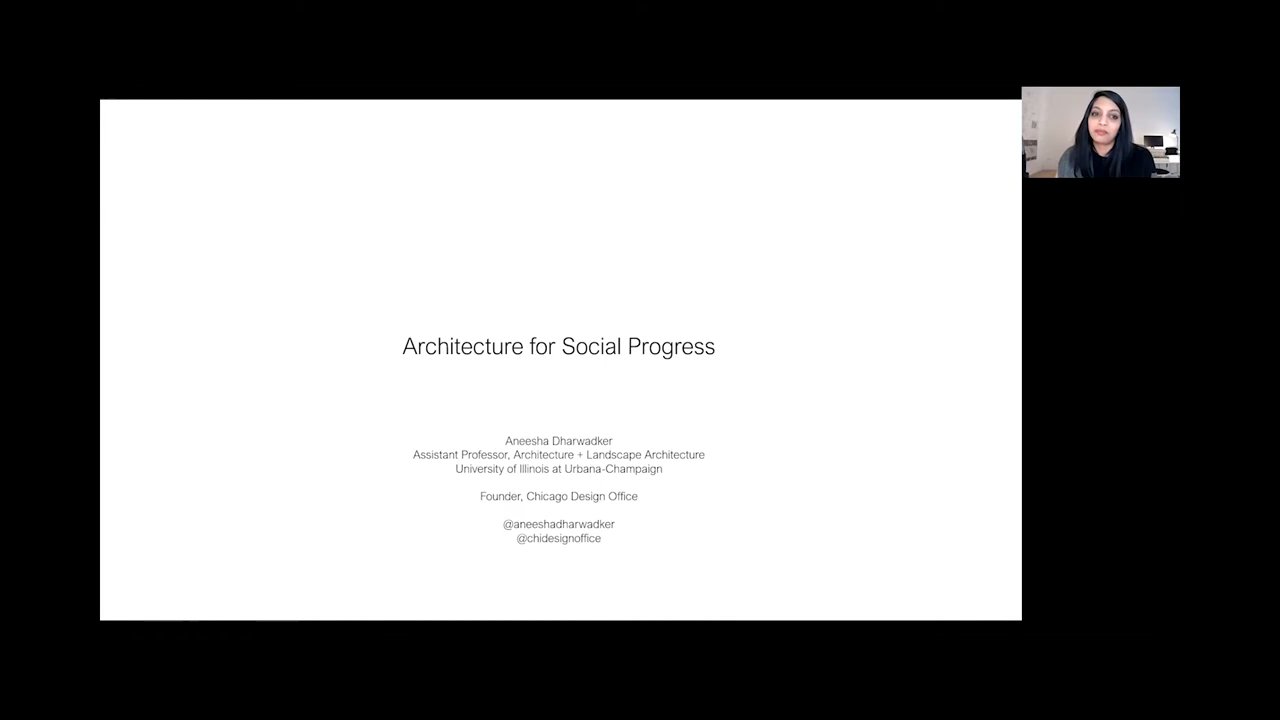 Architecture for Social Progress
Aneesha Dharwadker
Assistant Professor, Architecture + Landscape Architecture
University of Illinois at Urbana-Champaign
Founder, Chicago Design Office
@aneeshadharwadker
@chidesignoffice